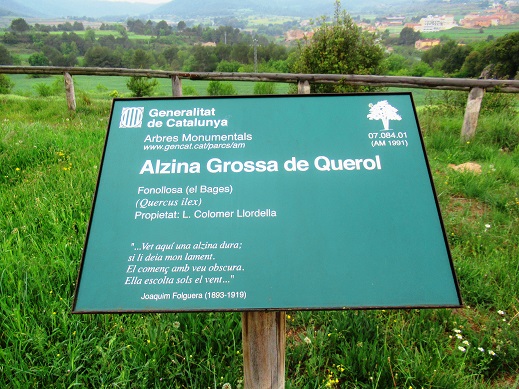 Generalitat
de Catalunya
Arbres Monumentals
www.gencat.cat/parcs/am
07.084.01
(AM 1991)
Alzina Grossa de Querol
Fonollosa (el Bages)
(Quercus ilex)
Propietat: L. Colomer Llordella
"...Vet aquí una alzina dura;
si li deia mon lament.
El començ amb veu obscura.
Ella escolta sols el vent..."
Joaquim Folguera (1893-1919)